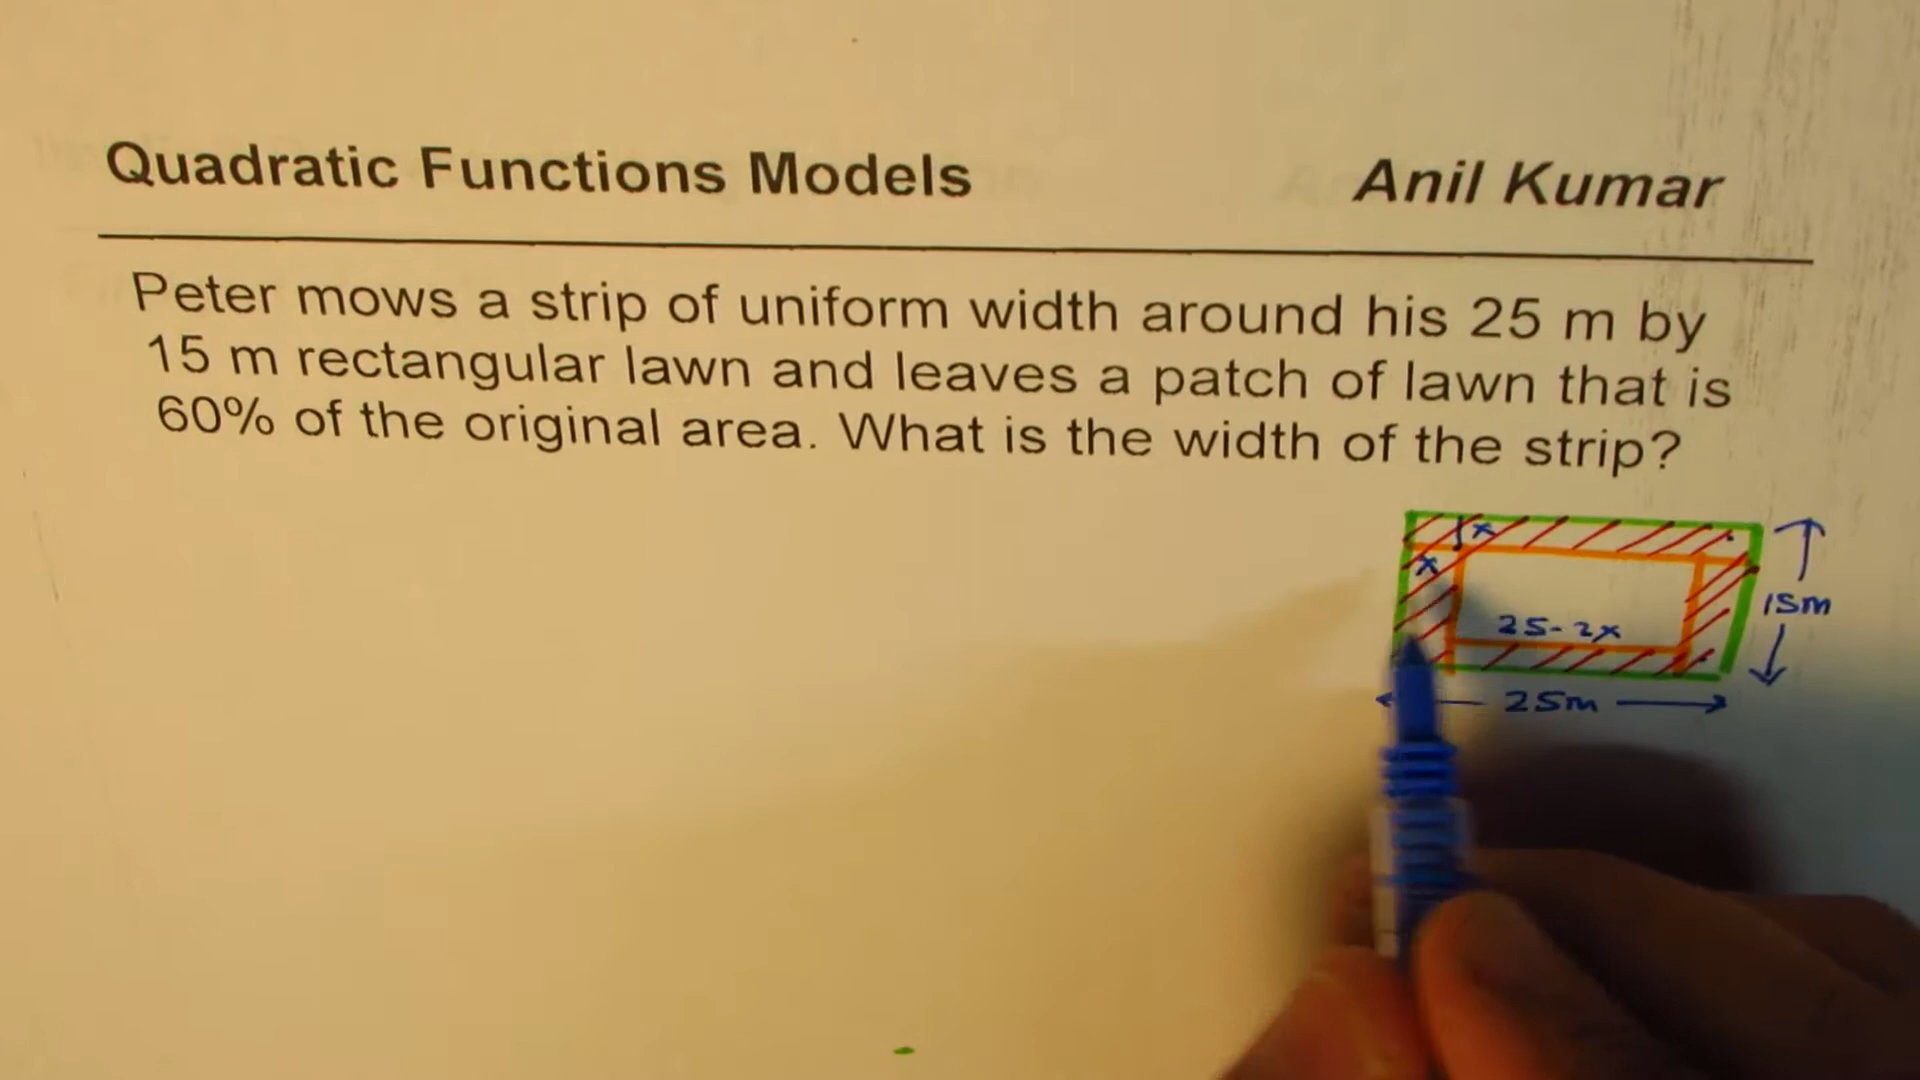 Quadratic Functions Models
Anil Kumar
Peter mows a strip of uniform width around his 25 m by
15 m rectangular lawn and leaves a patch of lawn that is
60% of the original area. What is the width of the strip?
x
x
15m
25-2x
25m